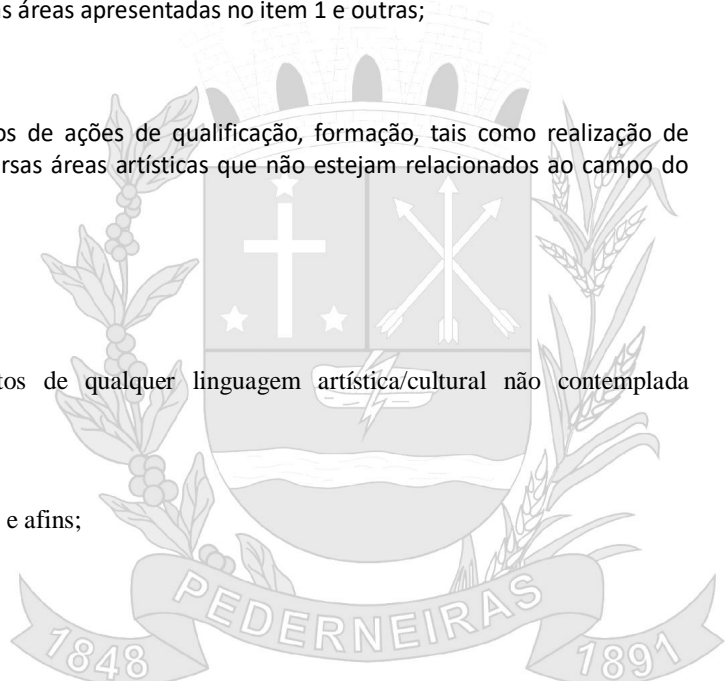 s áreas apresentadas no item 1 e outras;
os de ações de qualificação, formação, tais como realização de
ersas áreas artísticas que não estejam relacionados ao campo do
tos de qualquer linguagem artística/cultural não contemplada
e afins;
PEDERNEIRAS
1848
1891